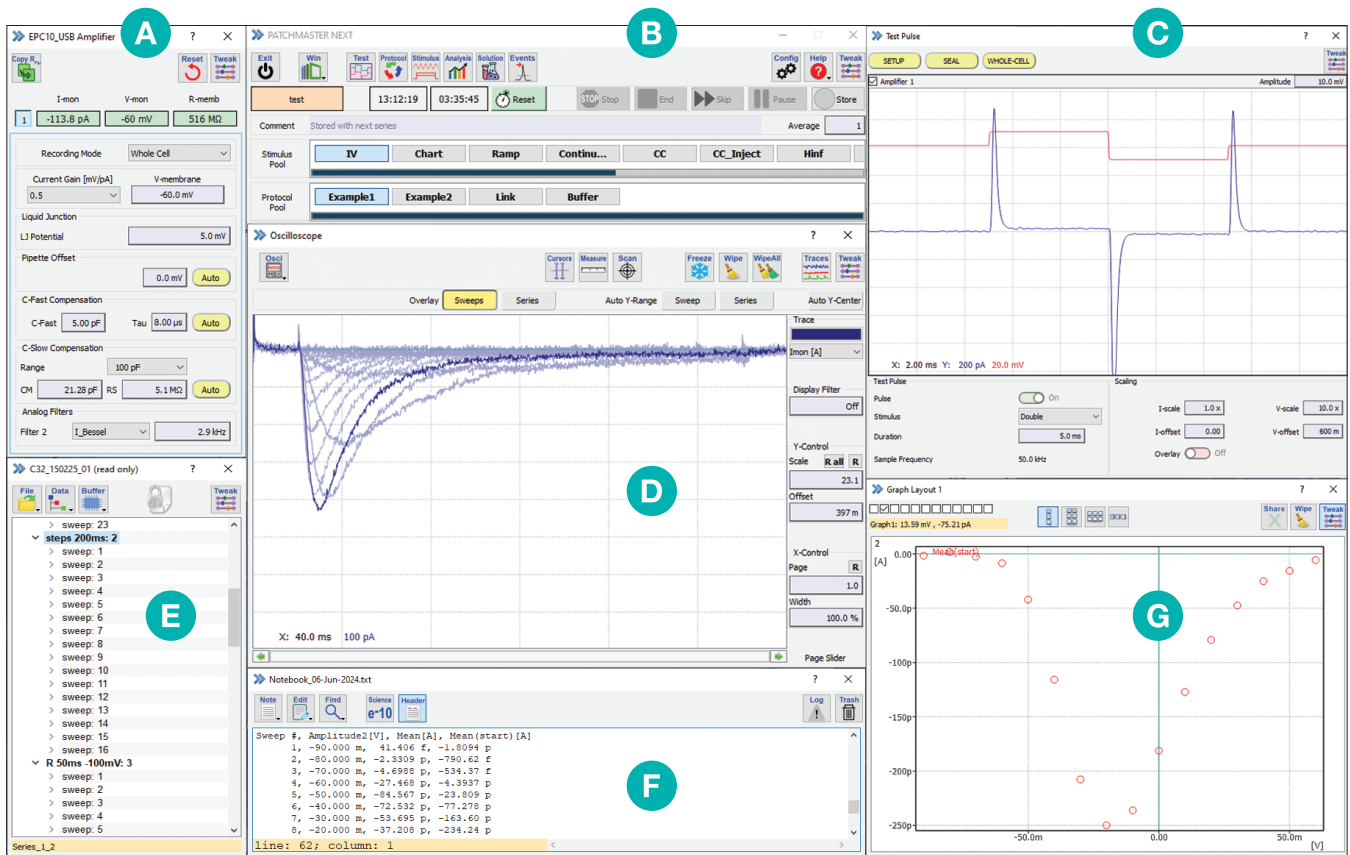 A
EPC10_USB Amplifier
?
Copy R
Reset
Tweak
I-mon V-mon R-memb
1 -113.8 pA -60 mV 516 MΩ
Recording Mode Whole Cell
Current Gain [mV/pA] V-membrane
0.5 -60.0 mV
Liquid Junction
LJ Potential 5.0 mV
Pipette Offset
0.0 mV Auto
C-Fast Compensation
C-Fast 5.00 pF Tau 8.00 µs Auto
C-Slow Compensation
Range 100 pF
CM 21.28 pF RS 5.1 MΩ Auto
Analog Filters
Filter 2 I_Bessel 2.9 kHz
B
PATCHMASTER NEXT
Exit Win Test Protocol Stimulus Analysis Solution Events Config Help Tweak
test 13:12:19 03:35:45 Reset STOP Stop End Skip Pause Store
Comment Stored with next series Average 1
Stimulus
Pool
IV Chart Ramp Continu... CC CC_Inject Hinf
Protocol
Pool
Example1 Example2 Link Buffer
C
Test Pulse
?
SETUP SEAL WHOLE-CELL Tweak
Amplifier 1 Amplitude 10.0 mV
X: 2.00 ms Y: 200 pA 20.0 mV
Test Pulse
Pulse On
Stimulus Double
Duration 5.0 ms
Sample Frequency 50.0 kHz
Scaling
I-scale 1.0 x V-scale 10.0 x
I-offset 0.00 V-offset 600 m
Overlay Off
D
Oscilloscope
?
Osci Cursors Measure Scan Freeze Wipe WipeAll Traces Tweak
Overlay Sweeps Series Auto Y-Range Sweep Series Auto Y-Center
Trace
Imon [A]
Display Filter
Off
Y-Control
Scale R all R
23.1
Offset
397 m
X-Control
Page R
1.0
Width
100.0 %
X: 40.0 ms 100 pA
Page Slider
E
C32_150225_01 (read only)
?
File Data Buffer Tweak
sweep: 23
steps 200ms: 2
sweep: 1
sweep: 2
sweep: 3
sweep: 4
sweep: 5
sweep: 6
sweep: 7
sweep: 8
sweep: 9
sweep: 10
sweep: 11
sweep: 12
sweep: 13
sweep: 14
sweep: 15
sweep: 16
R 50ms -100mV: 3
sweep: 1
sweep: 2
sweep: 3
sweep: 4
sweep: 5
Series_1_2
F
Notebook_06-Jun-2024.txt
?
Note Edit Find Science e-10 Header Log Trash
Sweep #, Amplitude2[V], Mean[A], Mean(start)[A]
1, -90.000 m, 41.406 f, -1.8094 p
2, -80.000 m, -2.3309 p, -790.62 f
3, -70.000 m, -4.6988 p, -534.37 f
4, -60.000 m, -27.468 p, -4.3937 p
5, -50.000 m, -84.567 p, -23.809 p
6, -40.000 m, -72.532 p, -77.278 p
7, -30.000 m, -53.695 p, -163.60 p
8, -20.000 m, -37.208 p, -234.24 p
line: 62; column: 1
G
Graph Layout 1
?
Share Wipe Tweak
Graph1: 13.59 mV , -75.21 pA
2
[A]
Mean(start)
0.00
-50.0p
-100p
-150p
-200p
-250p
-50.0m 0.00 50.0m
[V]